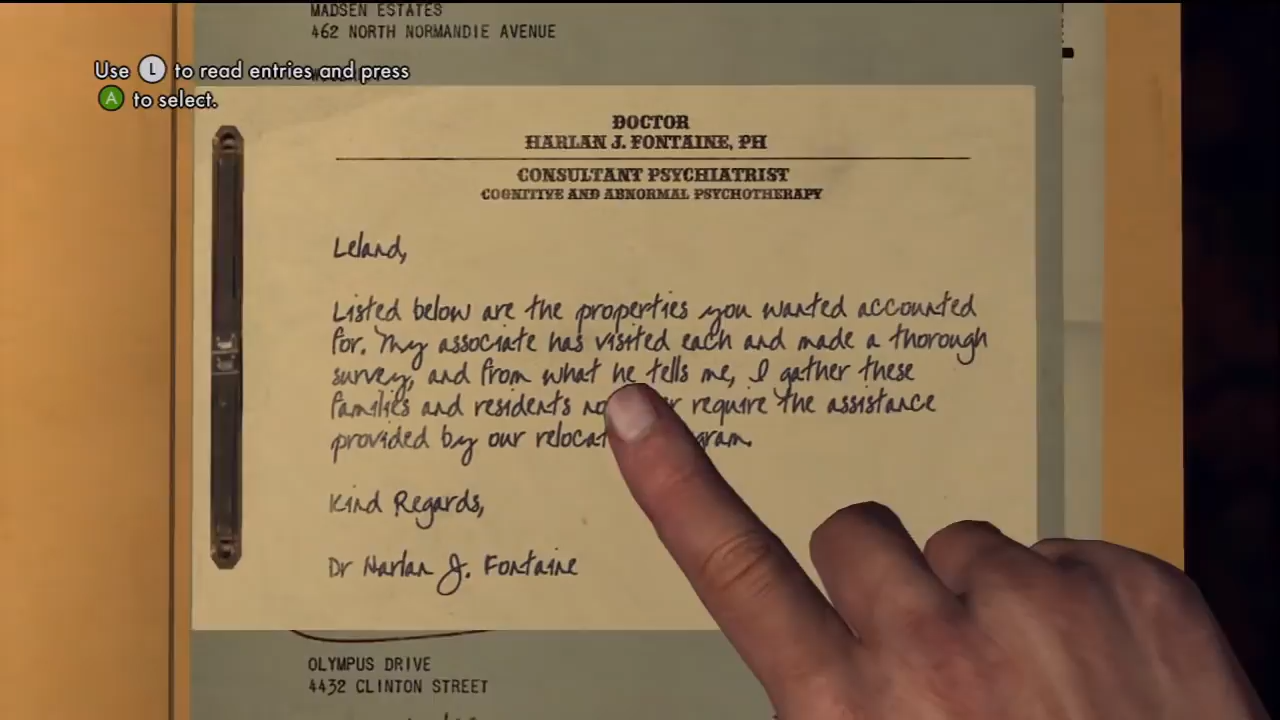 MADSEN ESTATES
462 NORTH NORMANDIE AVENUE
Use L to read entries and press
A to select.
DOCTOR
HARLAN J. FONTAINE, PH
CONSULTANT PSYCHIATRIST
COGNITIVE AND ABNORMAL PSYCHOTHERAPY
Leland,
Listed below are the properties you wanted accounted
for. My associate has visited each and made a thorough
survey, and from what he tells me, I gather these
families and residents require the assistance
provided by our
Kind Regards,
Dr Harlan J. Fontaine
OLYMPUS DRIVE
4432 CLINTON STREET